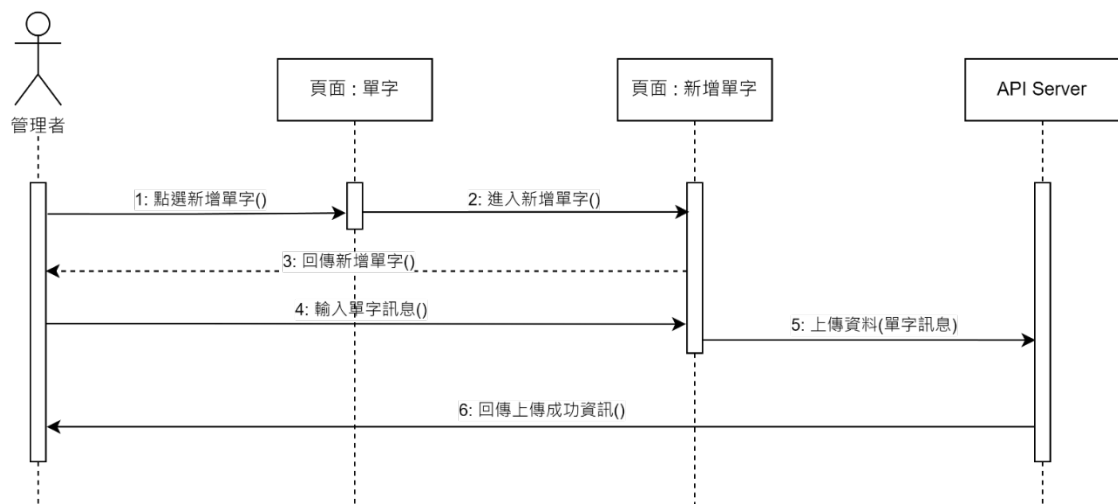 頁面 : 單字
頁面 : 新增單字
API Server
管理者
1: 點選新增單字()
2: 進入新增單字()
3: 回傳新增單字()
4: 輸入單字訊息()
5: 上傳資料(單字訊息)
6: 回傳上傳成功資訊()